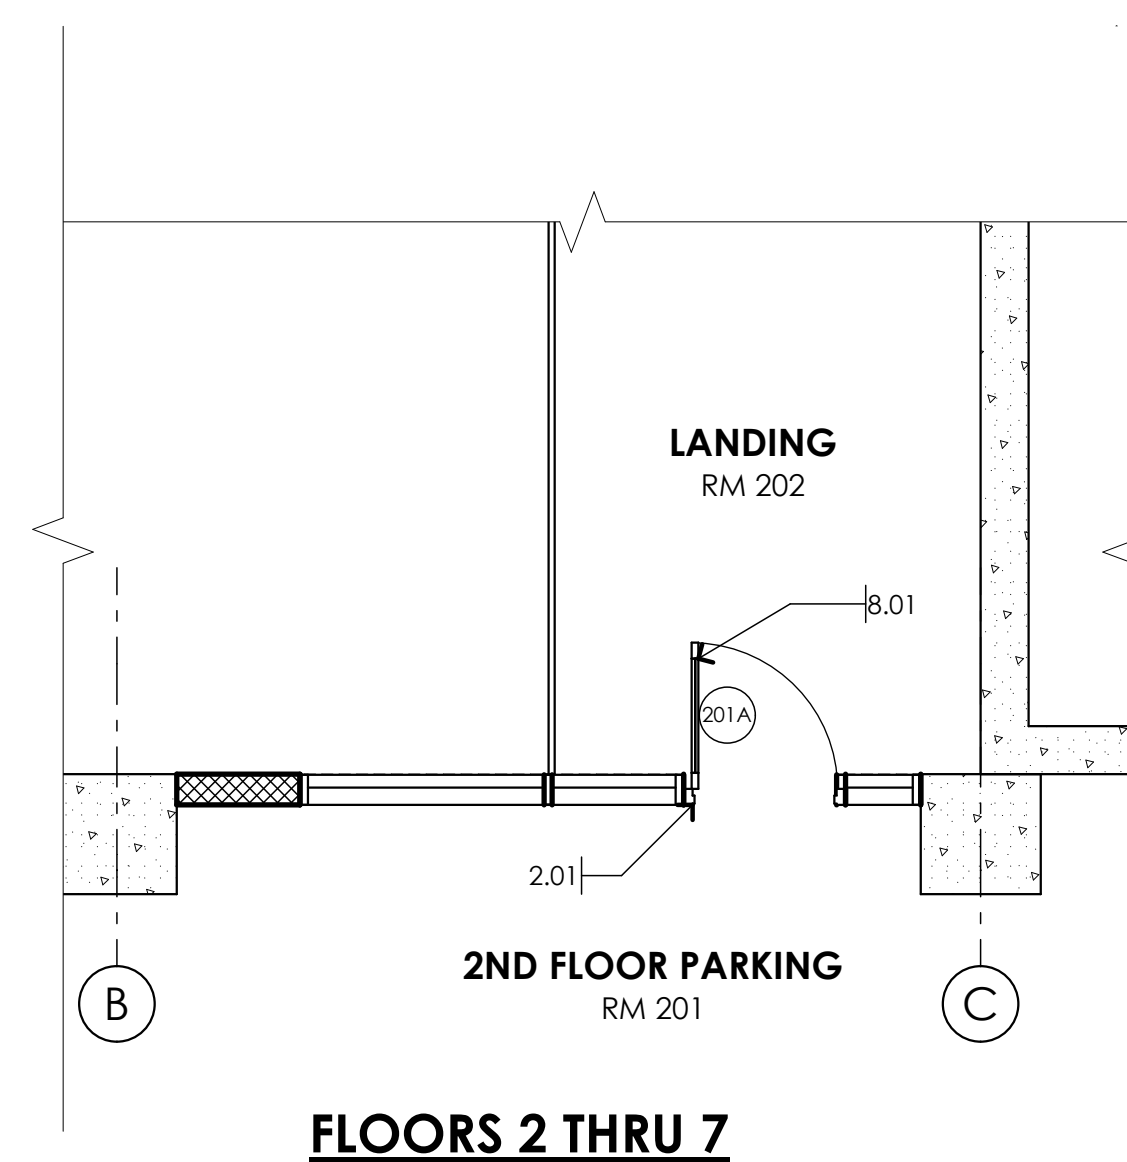 LANDING
RM 202
8.01
201A
2.01
2ND FLOOR PARKING
RM 201
B
C
FLOORS 2 THRU 7